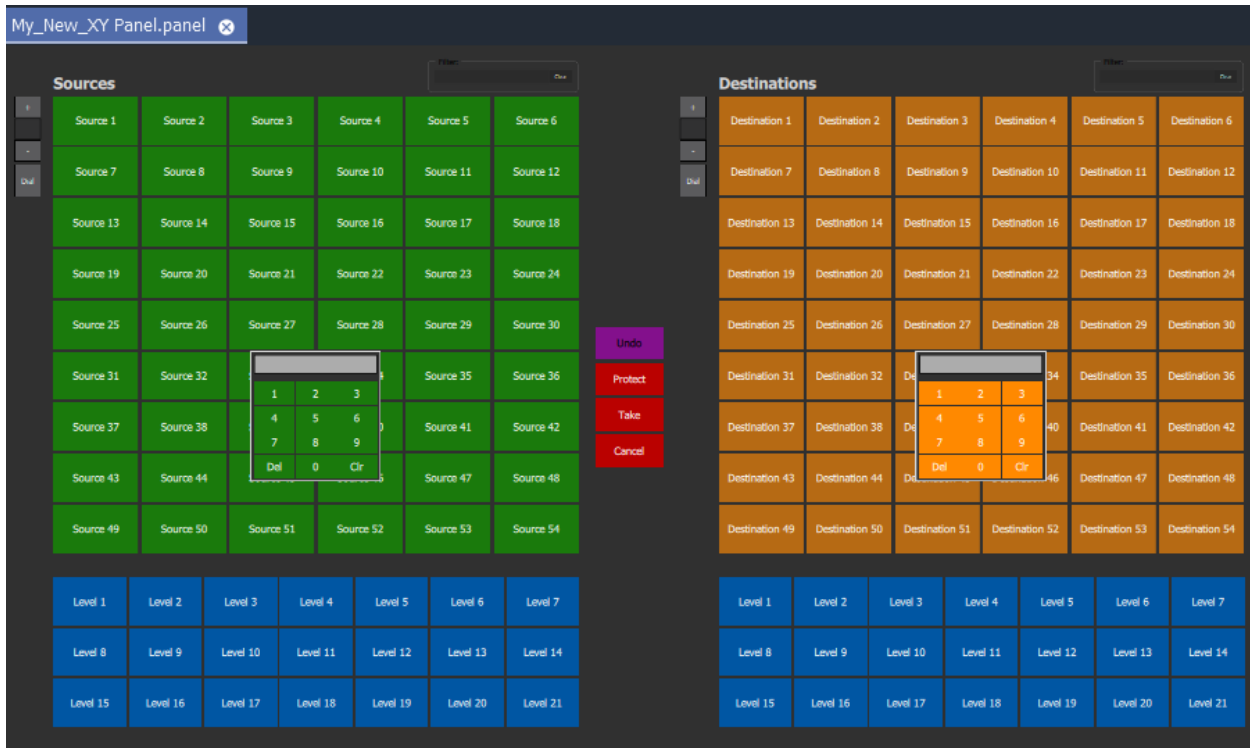 My_New_XY Panel.panel
Sources
Filter:
Clear
+
-
Dial
Source 1 Source 2 Source 3 Source 4 Source 5 Source 6
Source 7 Source 8 Source 9 Source 10 Source 11 Source 12
Source 13 Source 14 Source 15 Source 16 Source 17 Source 18
Source 19 Source 20 Source 21 Source 22 Source 23 Source 24
Source 25 Source 26 Source 27 Source 28 Source 29 Source 30
Source 31 Source 32 Source 35 Source 36
Source 37 Source 38 Source 41 Source 42
Source 43 Source 44 Source 47 Source 48
Source 49 Source 50 Source 51 Source 52 Source 53 Source 54
1 2 3
4 5 6
7 8 9
Del 0 Clr
Level 1 Level 2 Level 3 Level 4 Level 5 Level 6 Level 7
Level 8 Level 9 Level 10 Level 11 Level 12 Level 13 Level 14
Level 15 Level 16 Level 17 Level 18 Level 19 Level 20 Level 21
Undo
Protect
Take
Cancel
Destinations
Filter:
Clear
+
-
Dial
Destination 1 Destination 2 Destination 3 Destination 4 Destination 5 Destination 6
Destination 7 Destination 8 Destination 9 Destination 10 Destination 11 Destination 12
Destination 13 Destination 14 Destination 15 Destination 16 Destination 17 Destination 18
Destination 19 Destination 20 Destination 21 Destination 22 Destination 23 Destination 24
Destination 25 Destination 26 Destination 27 Destination 28 Destination 29 Destination 30
Destination 31 Destination 32 34 Destination 35 Destination 36
Destination 37 Destination 38 40 Destination 41 Destination 42
Destination 43 Destination 44 46 Destination 47 Destination 48
Destination 49 Destination 50 Destination 51 Destination 52 Destination 53 Destination 54
1 2 3
4 5 6
7 8 9
Del 0 Clr
Level 1 Level 2 Level 3 Level 4 Level 5 Level 6 Level 7
Level 8 Level 9 Level 10 Level 11 Level 12 Level 13 Level 14
Level 15 Level 16 Level 17 Level 18 Level 19 Level 20 Level 21